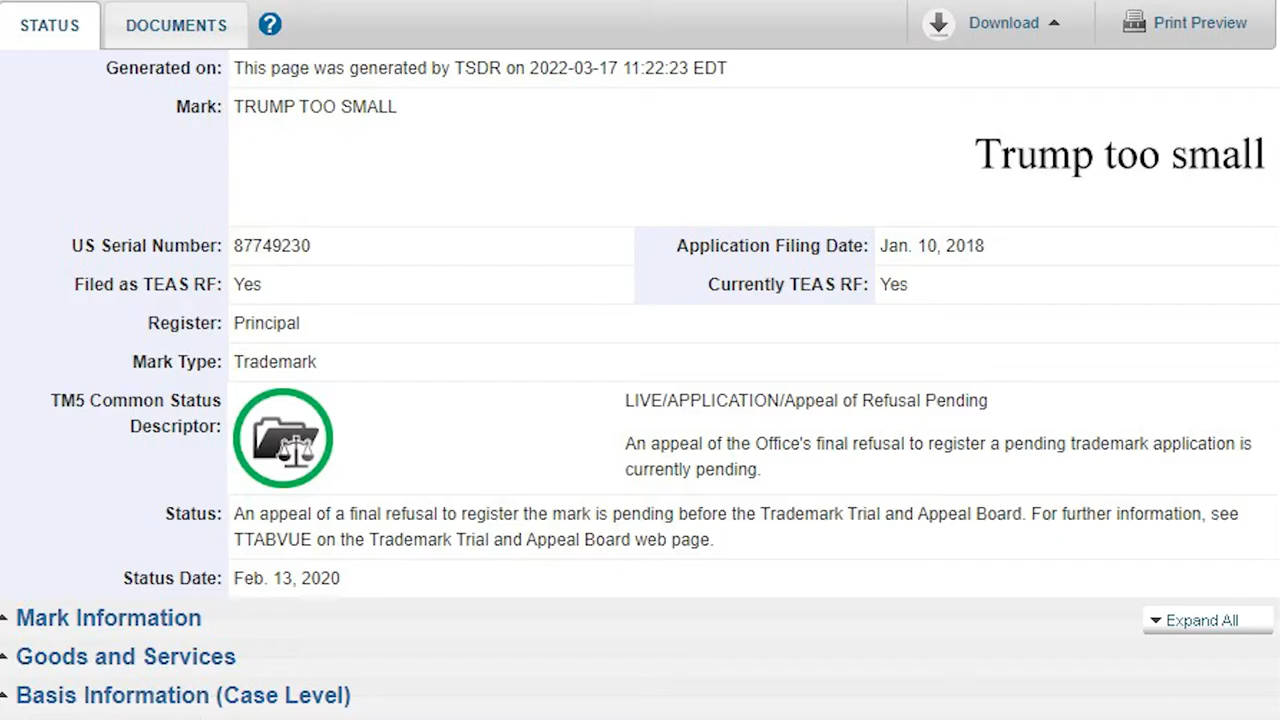 STATUS DOCUMENTS ? Download Print Preview
Generated on: This page was generated by TSDR on 2022-03-17 11:22:23 EDT
Mark: TRUMP TOO SMALL
Trump too small
US Serial Number: 87749230 Application Filing Date: Jan. 10, 2018
Filed as TEAS RF: Yes Currently TEAS RF: Yes
Register: Principal
Mark Type: Trademark
TM5 Common Status Descriptor: LIVE/APPLICATION/Appeal of Refusal Pending
An appeal of the Office's final refusal to register a pending trademark application is
currently pending.
Status: An appeal of a final refusal to register the mark is pending before the Trademark Trial and Appeal Board. For further information, see
TTABVUE on the Trademark Trial and Appeal Board web page.
Status Date: Feb. 13, 2020
Mark Information Expand All
Goods and Services
Basis Information (Case Level)